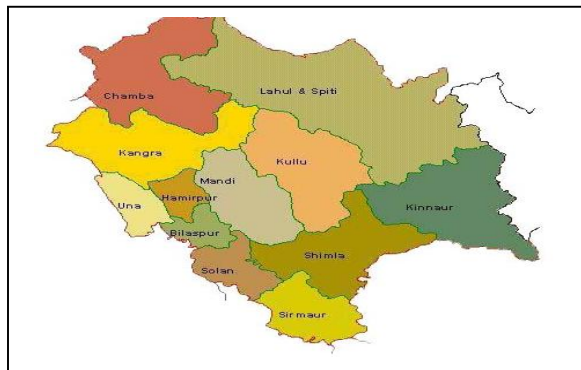 Chamba
Lahul & Spiti
Kangra
Kullu
Mandi
Hamirpur
Una
Kinnaur
Bilaspur
Shimla
Solan
Sirmaur